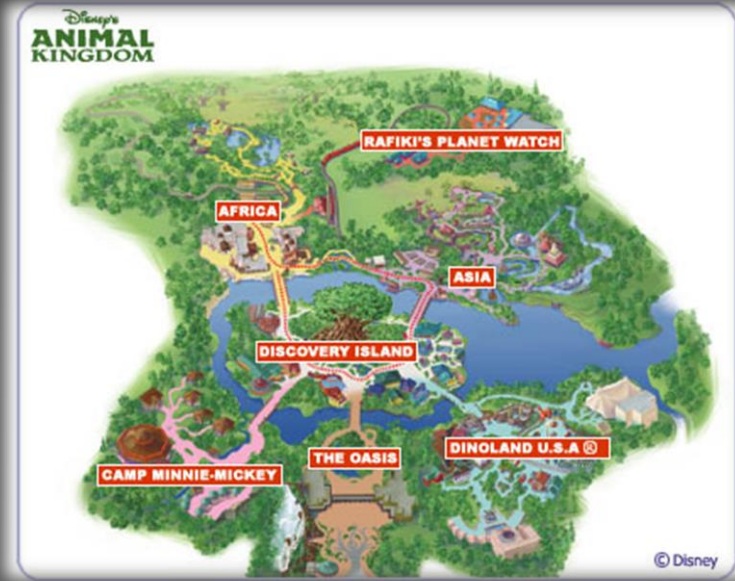 Disney's
ANIMAL
KINGDOM
RAFIKI'S PLANET WATCH
AFRICA
ASIA
DISCOVERY ISLAND
DINOLAND U.S.A ®
THE OASIS
CAMP MINNIE-MICKEY
© Disney